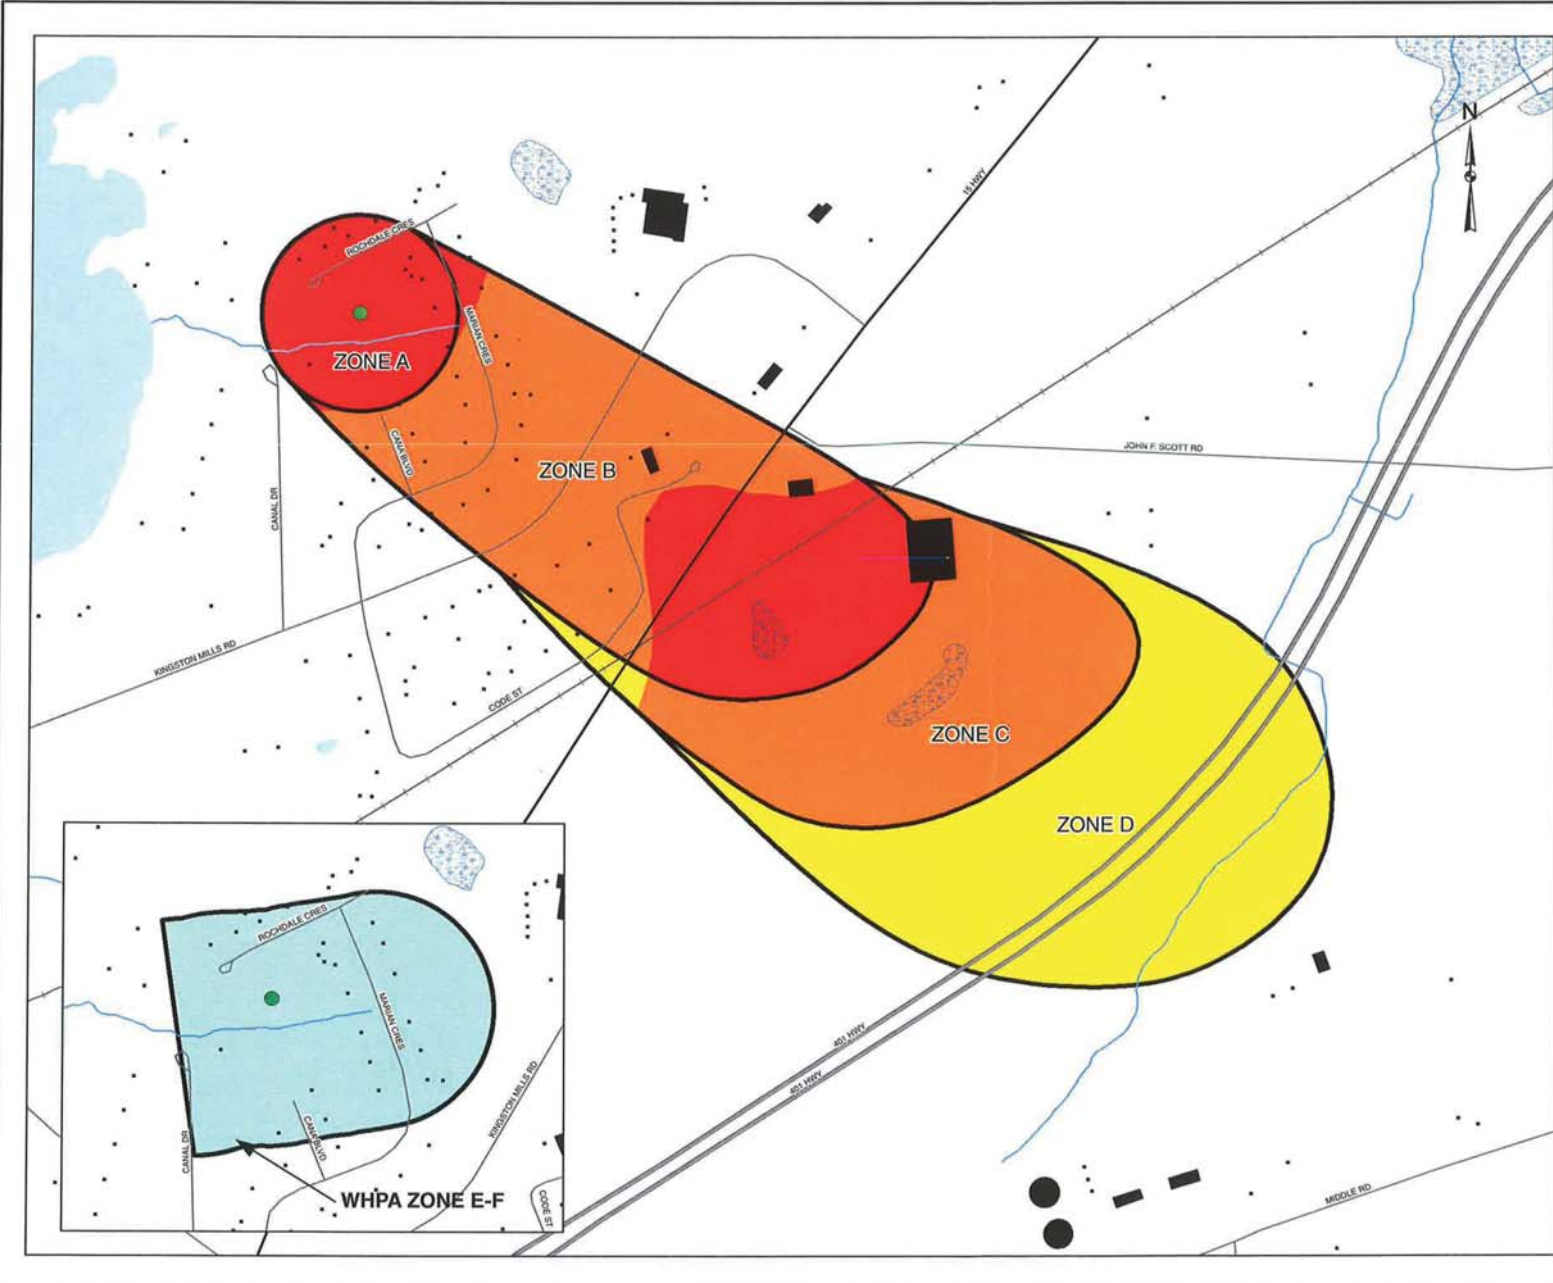 N
15 HWY
ROCHDALE CRES
MARIAN CRES
ZONE A
CANA BLVD
JOHN F. SCOTT RD
ZONE B
CANAL DR
KINGSTON MILLS RD
CODE ST
ZONE C
ZONE D
401 HWY
401 HWY
MIDDLE RD
ROCHDALE CRES
MARIAN CRES
KINGSTON MILLS RD
CANA BLVD
CANAL DR
WHPA ZONE E-F
CODE ST